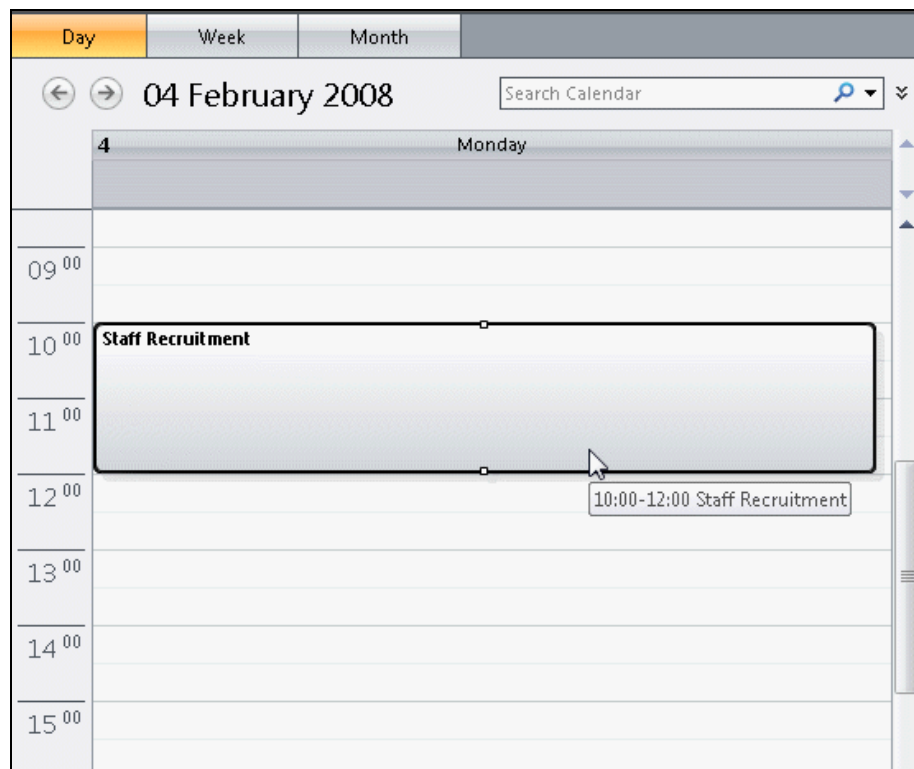 Day Week Month
04 February 2008 Search Calendar
4 Monday
09 00
10 00 Staff Recruitment
11 00
12 00 10:00-12:00 Staff Recruitment
13 00
14 00
15 00